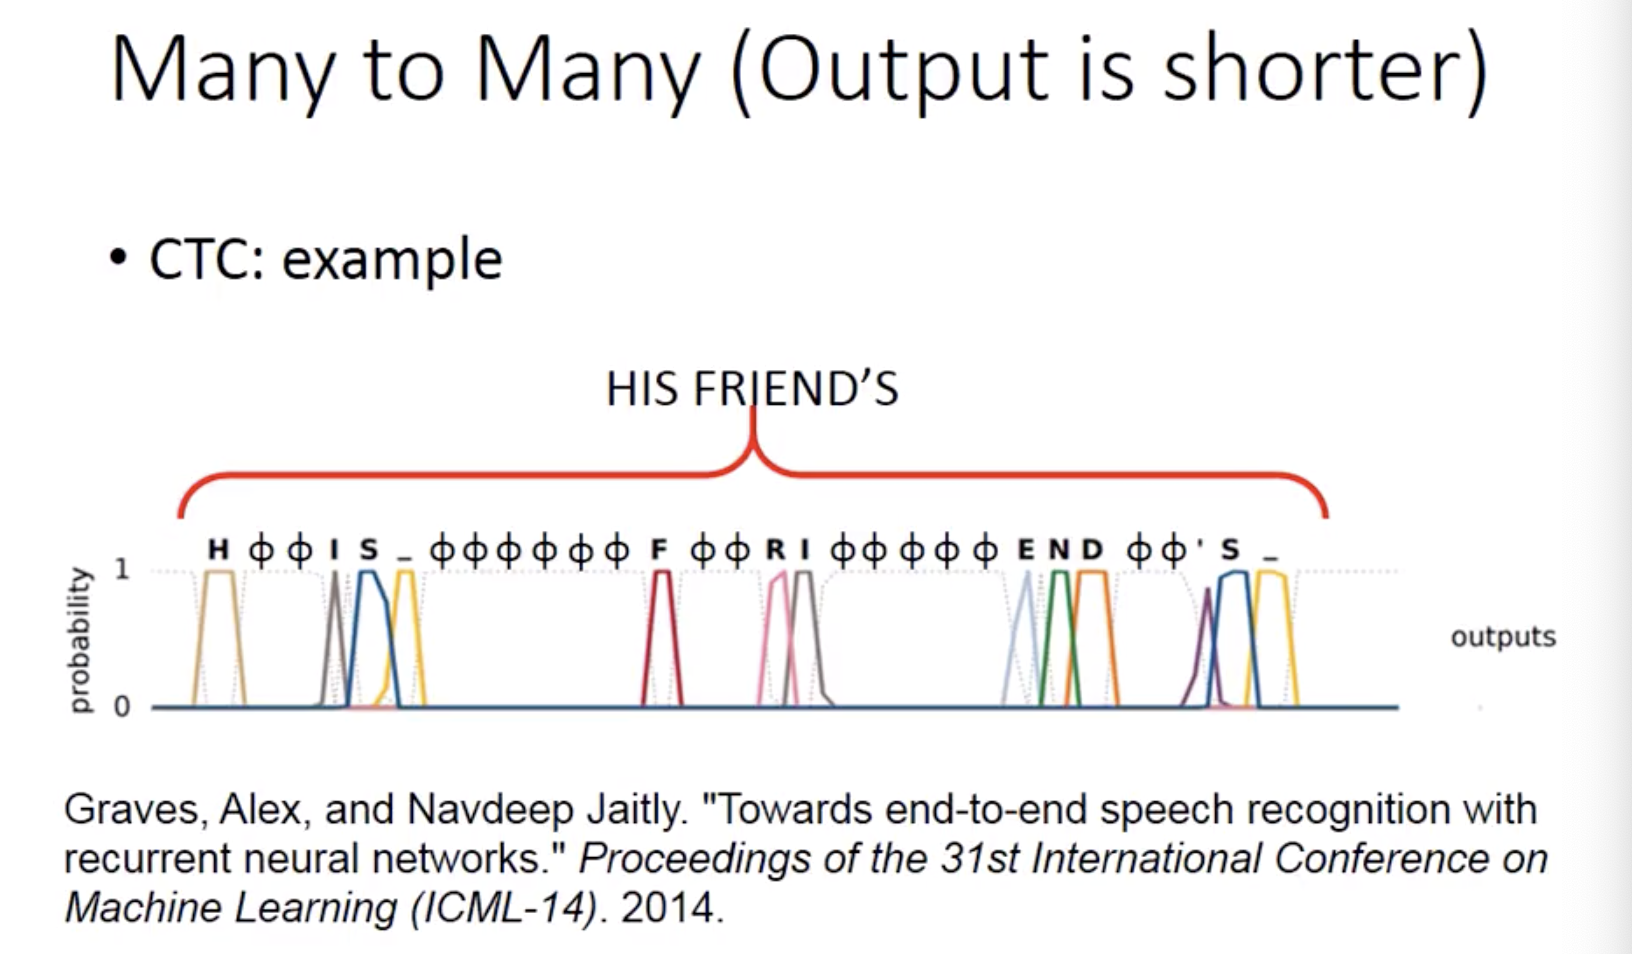 Many to Many (Output is shorter)
• CTC: example
HIS FRIEND’S
H ϕ ϕ I S _ ϕ ϕ ϕ ϕ ϕ ϕ F ϕ ϕ R I ϕ ϕ ϕ ϕ ϕ E N D ϕ ϕ ' S _
1
probability
outputs
0
Graves, Alex, and Navdeep Jaitly. "Towards end-to-end speech recognition with
recurrent neural networks." Proceedings of the 31st International Conference on
Machine Learning (ICML-14). 2014.